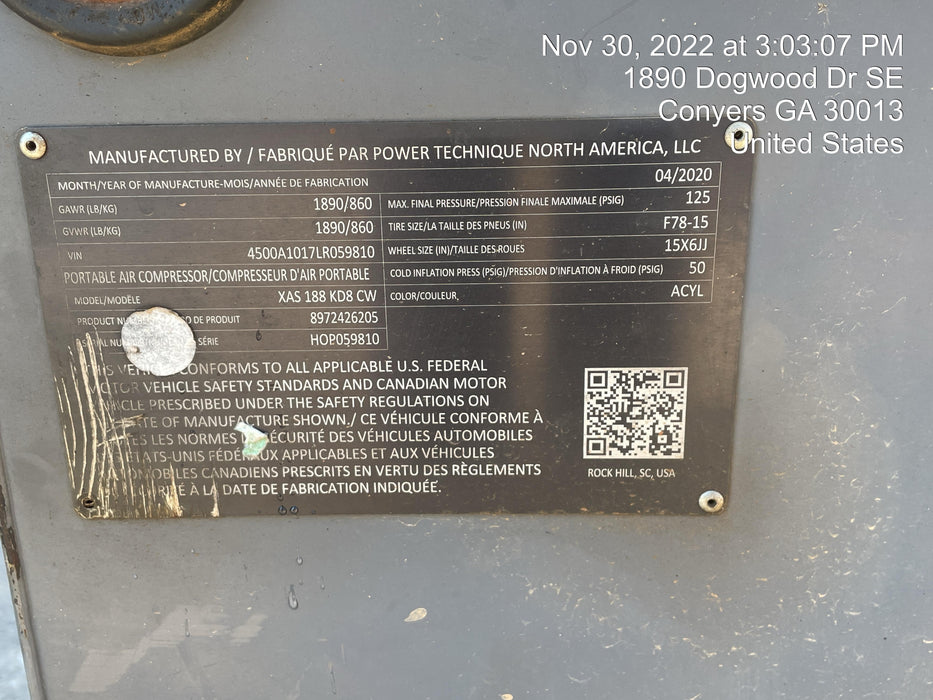 Nov 30, 2022 at 3:03:07 PM
1890 Dogwood Dr SE
Conyers GA 30013
United States
MANUFACTURED BY / FABRIQUÉ PAR POWER TECHNIQUE NORTH AMERICA, LLC
MONTH/YEAR OF MANUFACTURE-MOIS/ANNÉE DE FABRICATION 04/2020
GAWR (LB/KG) 1890/860 MAX. FINAL PRESSURE/PRESSION FINALE MAXIMALE (PSIG) 125
GVWR (LB/KG) 1890/860 TIRE SIZE/LA TAILLE DES PNEUS (IN) F78-15
VIN 4500A1017LR059810 WHEEL SIZE (IN)/TAILLE DES ROUES 15X6JJ
PORTABLE AIR COMPRESSOR/COMPRESSEUR D'AIR PORTABLE COLD INFLATION PRESS (PSIG)/PRESSION D'INFLATION À FROID (PSIG) 50
MODEL/MODÈLE XAS 188 KD8 CW COLOR/COULEUR ACYL
PRODUCT DE PRODUIT 8972426205
SÉRIE HOP059810
CONFORMS TO ALL APPLICABLE U.S. FEDERAL
VEHICLE SAFETY STANDARDS AND CANADIAN MOTOR
PRESCRIBED UNDER THE SAFETY REGULATIONS ON
OF MANUFACTURE SHOWN./ CE VÉHICULE CONFORME À
LES NORMES SÉCURITÉ DES VÉHICULES AUTOMOBILES
APPLICABLES ET AUX VÉHICULES
CANADIENS PRESCRITS EN VERTU DES RÈGLEMENTS
À LA DATE DE FABRICATION INDIQUÉE.
ROCK HILL, SC, USA